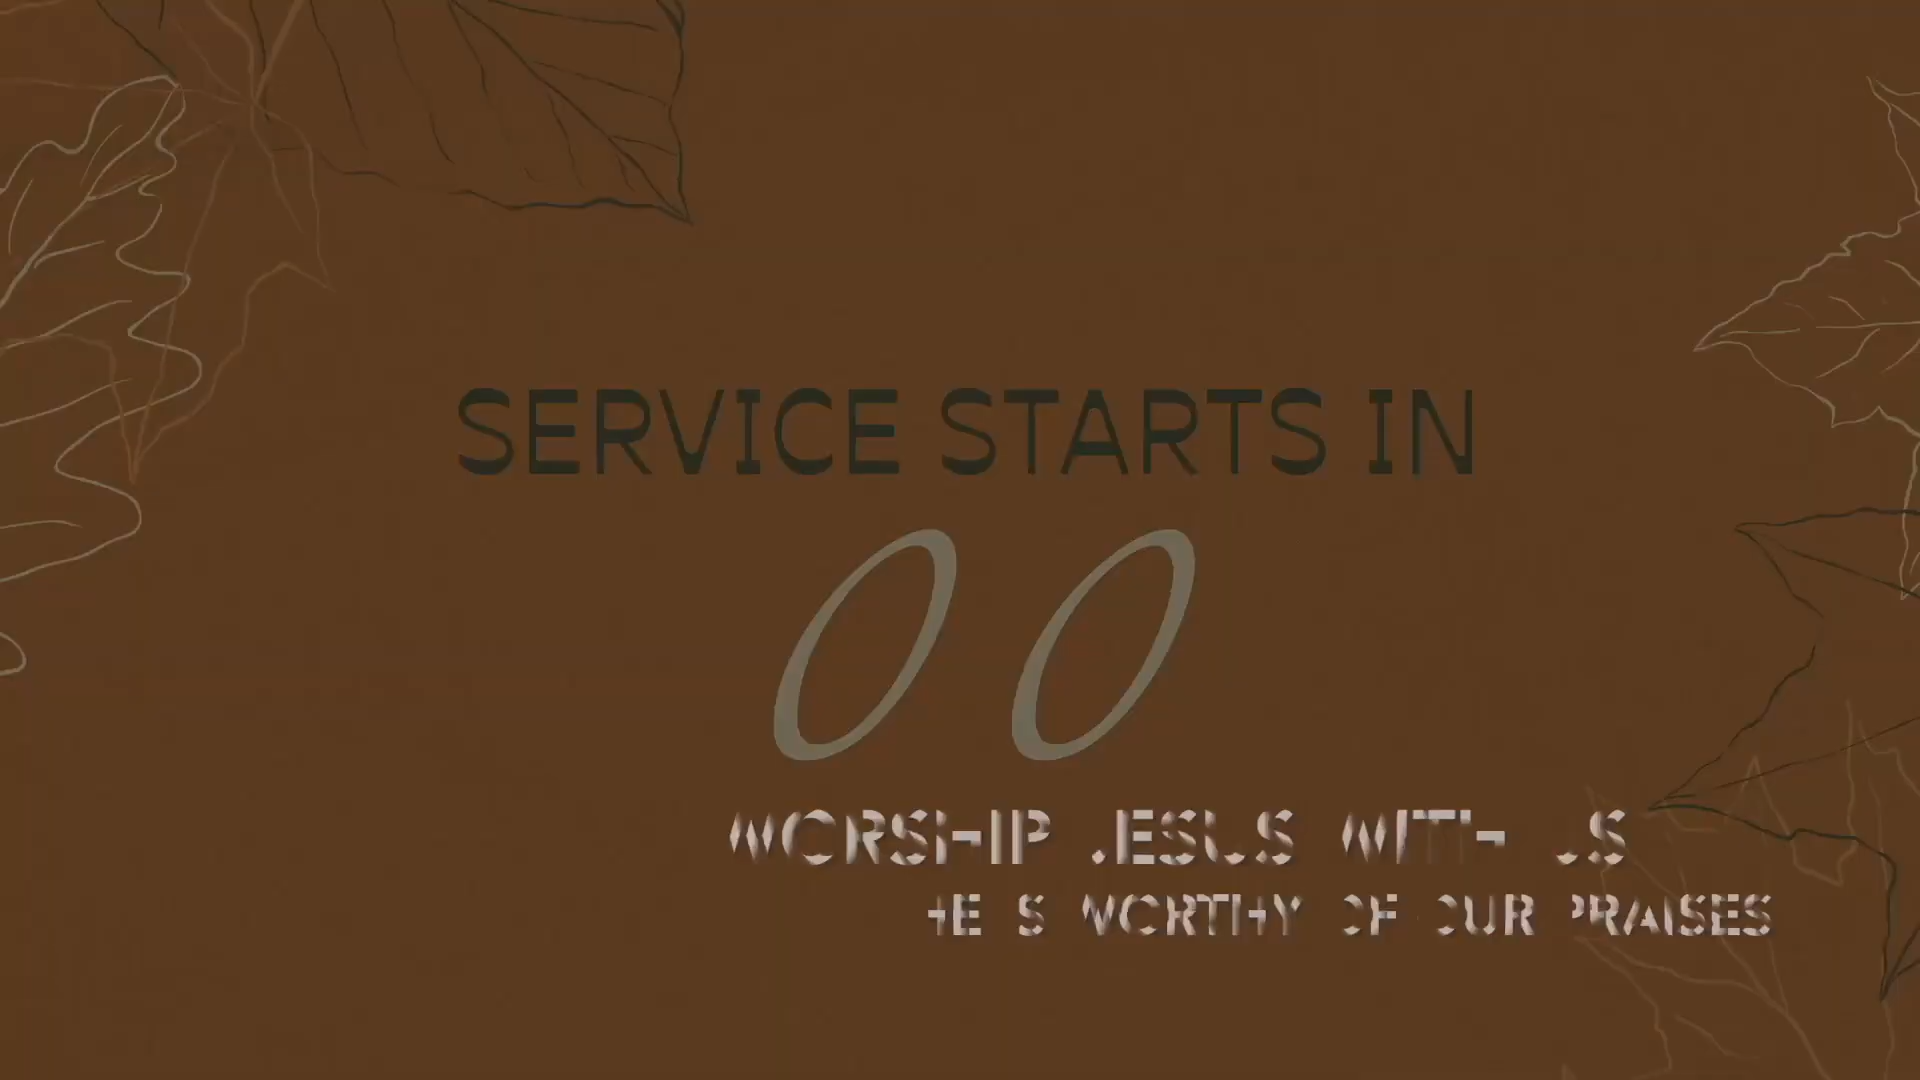 SERVICE STARTS IN
00
WORSHIP JESUS WITH US
HE IS WORTHY OF OUR PRAISES